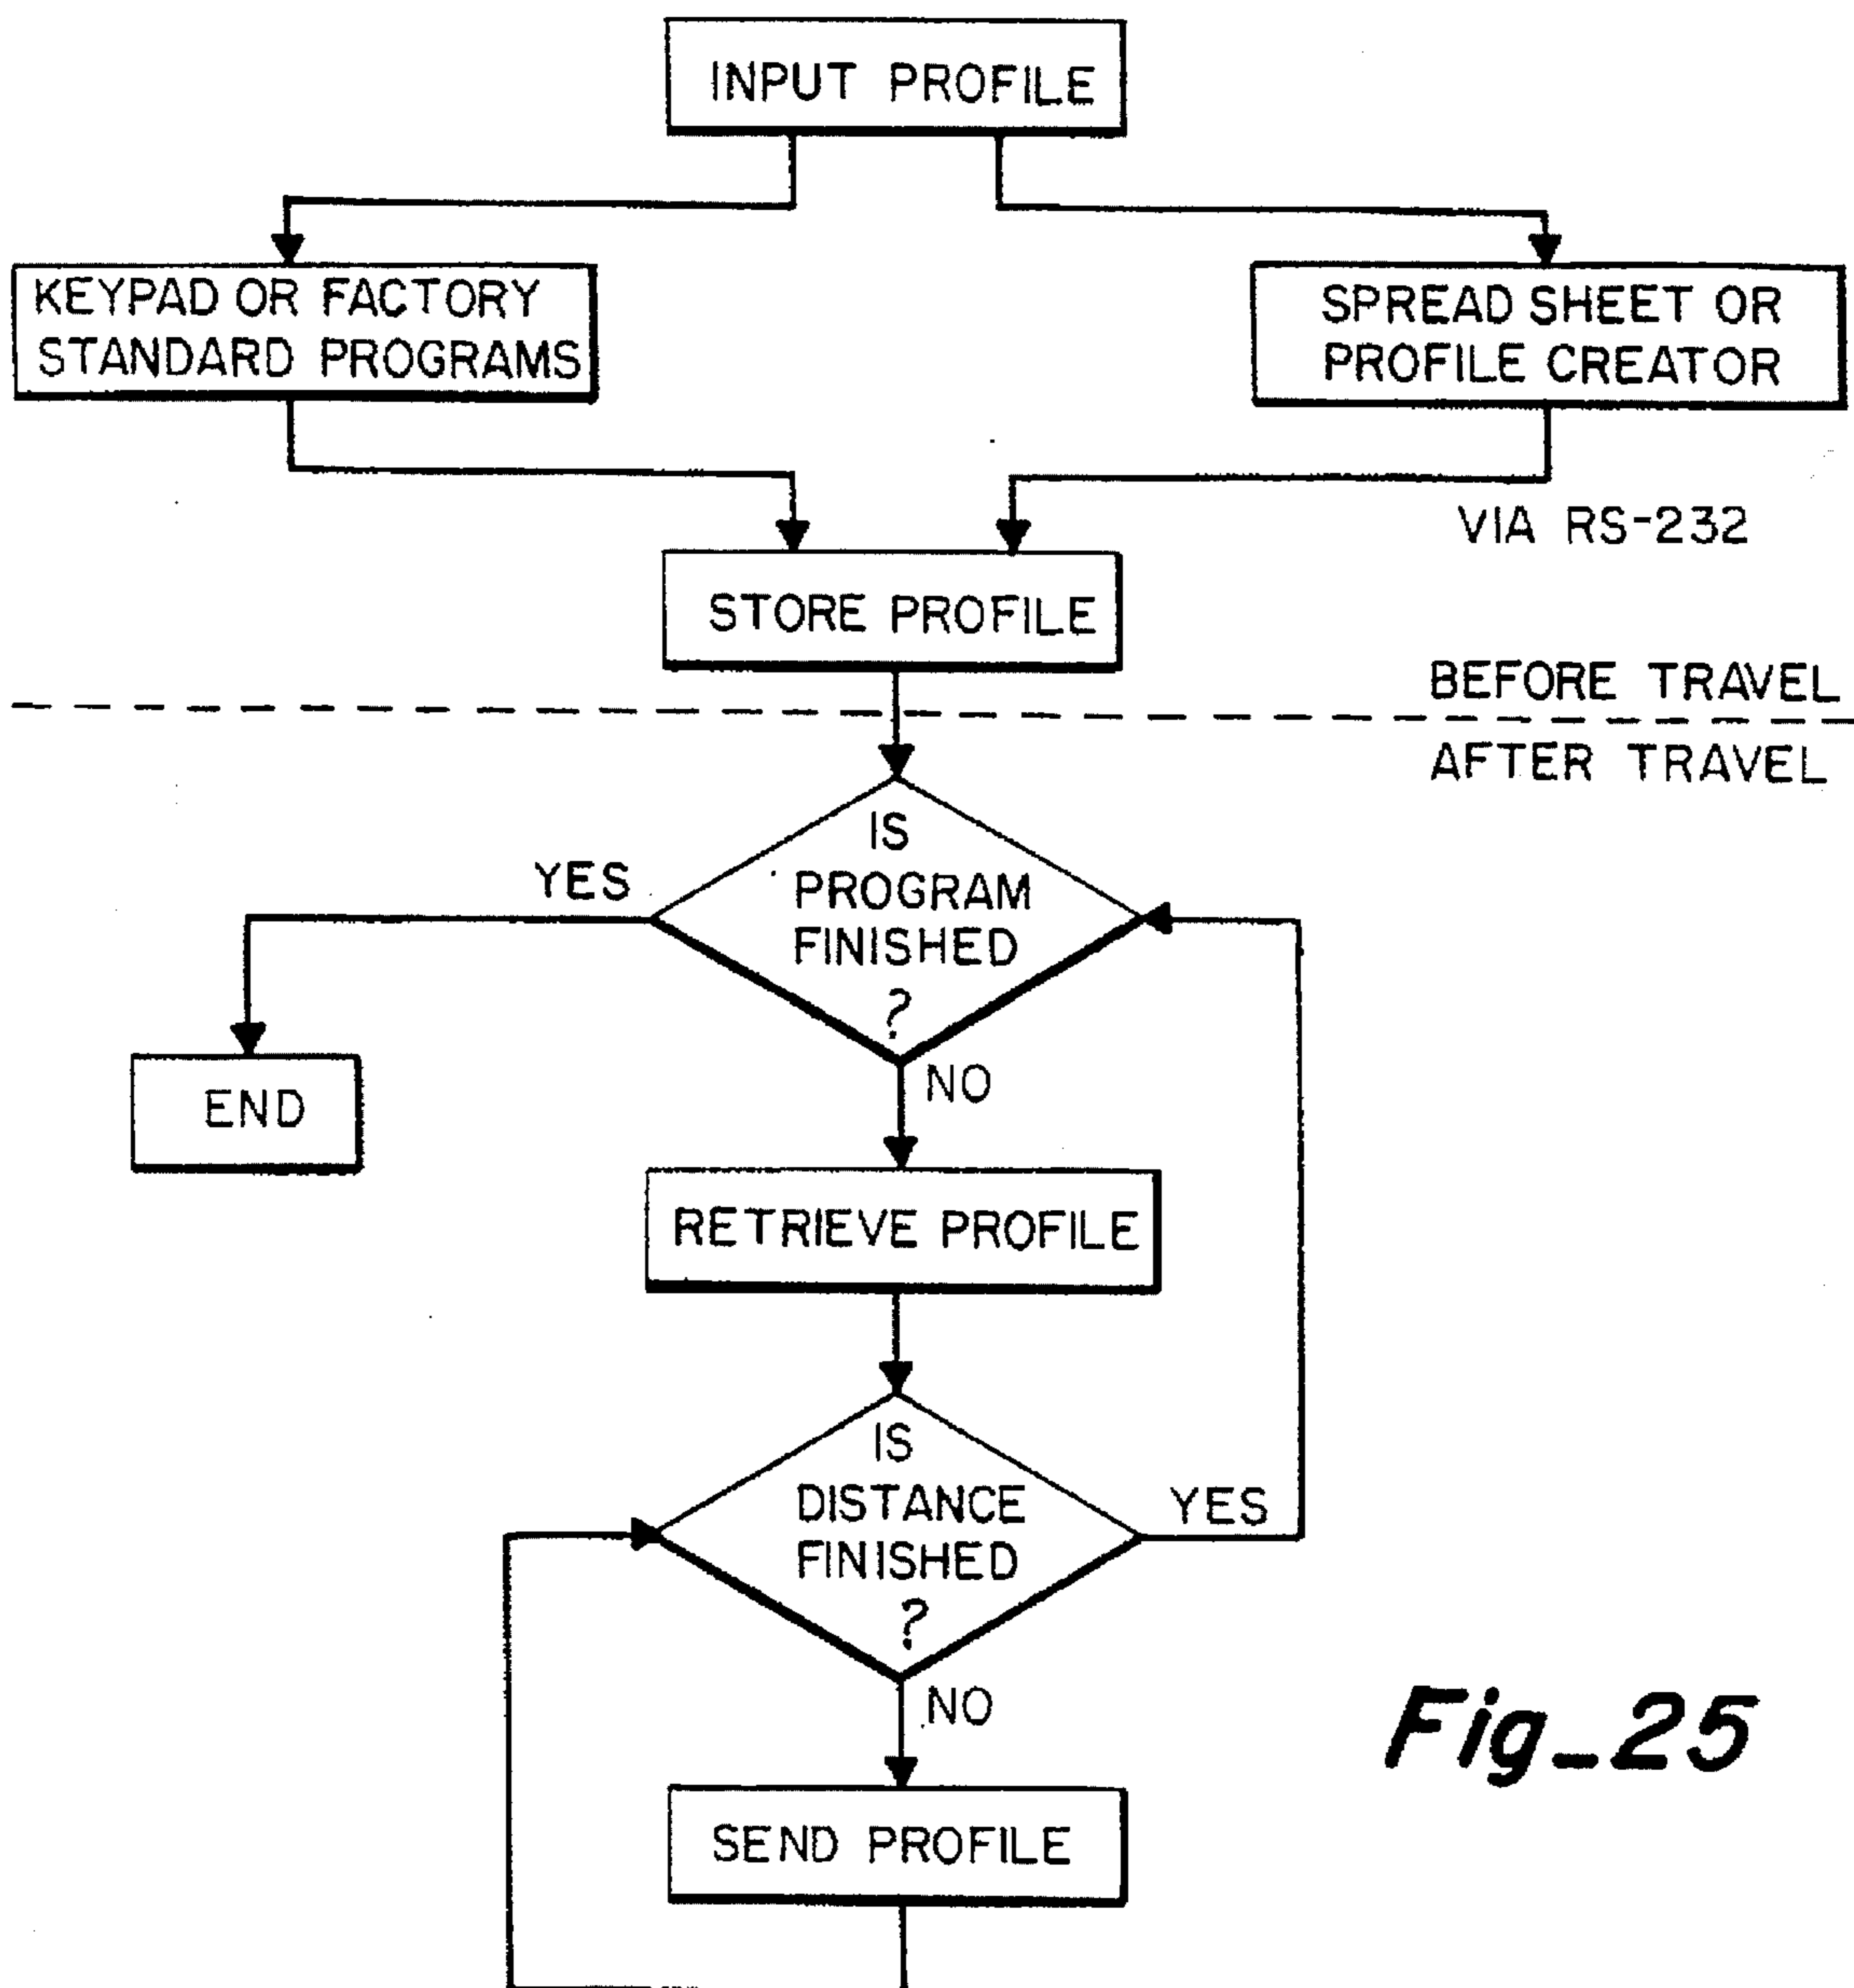 INPUT PROFILE
KEYPAD OR FACTORY
STANDARD PROGRAMS
SPREAD SHEET OR
PROFILE CREATOR
VIA RS-232
STORE PROFILE
BEFORE TRAVEL
AFTER TRAVEL
IS
PROGRAM
FINISHED
?
YES
NO
END
RETRIEVE PROFILE
IS
DISTANCE
FINISHED
?
YES
NO
SEND PROFILE
Fig_25